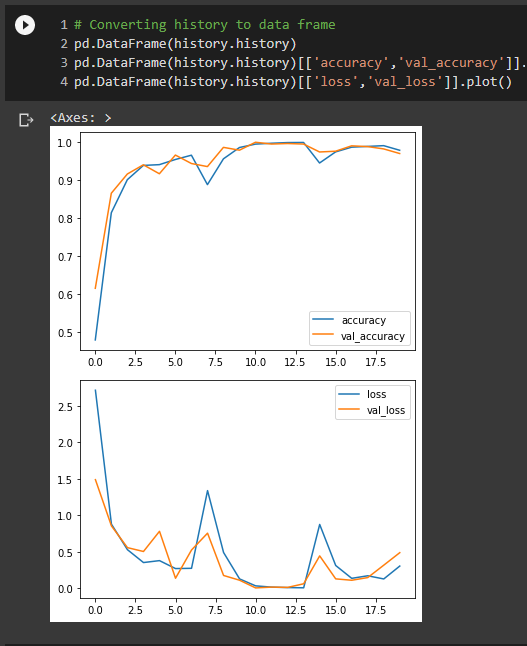 1 # Converting history to data frame
2 pd.DataFrame(history.history)
3 pd.DataFrame(history.history)[['accuracy','val_accuracy']].
4 pd.DataFrame(history.history)[['loss','val_loss']].plot()
<Axes: >
1.0
0.9
0.8
0.7
0.6
0.5
accuracy
val_accuracy
0.0 2.5 5.0 7.5 10.0 12.5 15.0 17.5
loss
val_loss
2.5
2.0
1.5
1.0
0.5
0.0
0.0 2.5 5.0 7.5 10.0 12.5 15.0 17.5